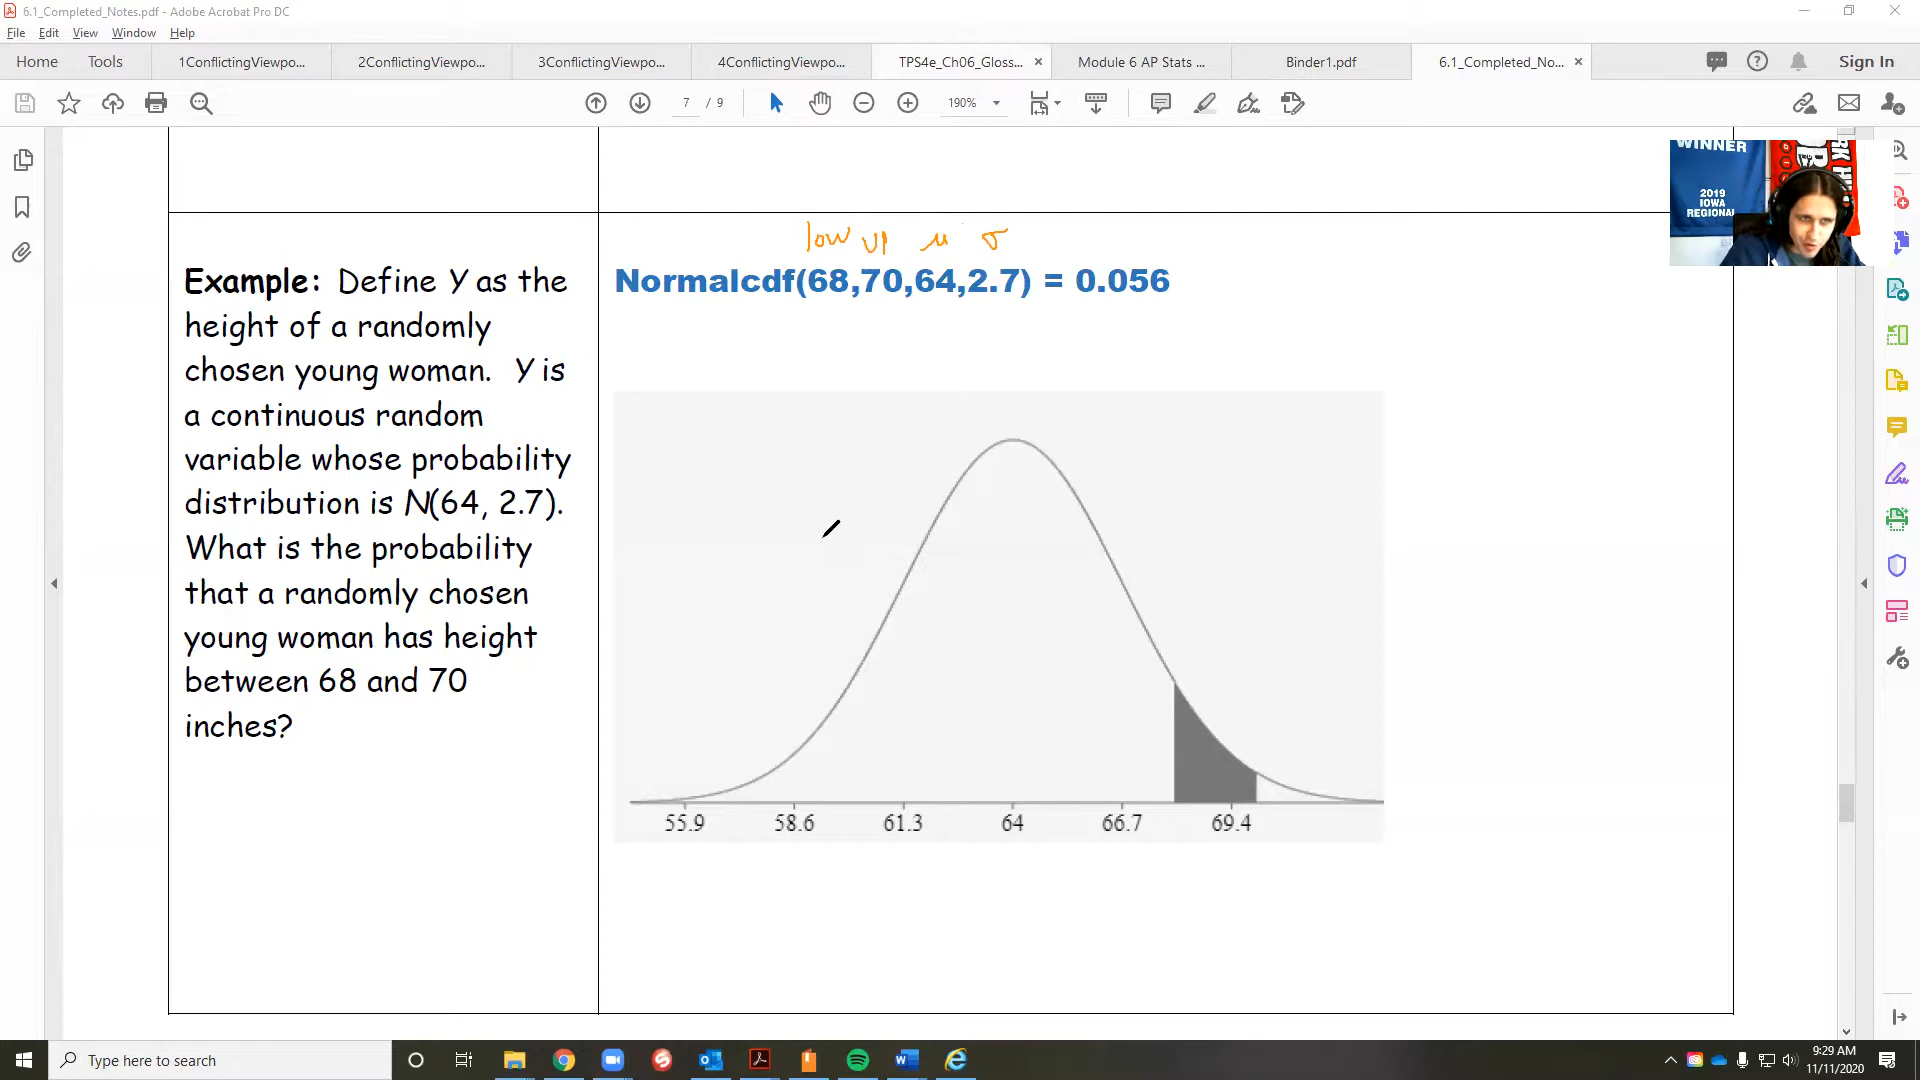 6.1_Completed_Notes.pdf - Adobe Acrobat Pro DC
File Edit View Window Help
Home Tools 1ConflictingViewpo... 2ConflictingViewpo... 3ConflictingViewpo... 4ConflictingViewpo... TPS4e_Ch06_Gloss... × Module 6 AP Stats ... Binder1.pdf 6.1_Completed_No... × Sign In
7 / 9 190%
WINNER
2019
IOWA
REGIONAL
low up μ σ
Normalcdf(68,70,64,2.7) = 0.056
Example: Define Y as the
height of a randomly
chosen young woman. Y is
a continuous random
variable whose probability
distribution is N(64, 2.7).
What is the probability
that a randomly chosen
young woman has height
between 68 and 70
inches?
55.9 58.6 61.3 64 66.7 69.4
Type here to search
9:29 AM
11/11/2020